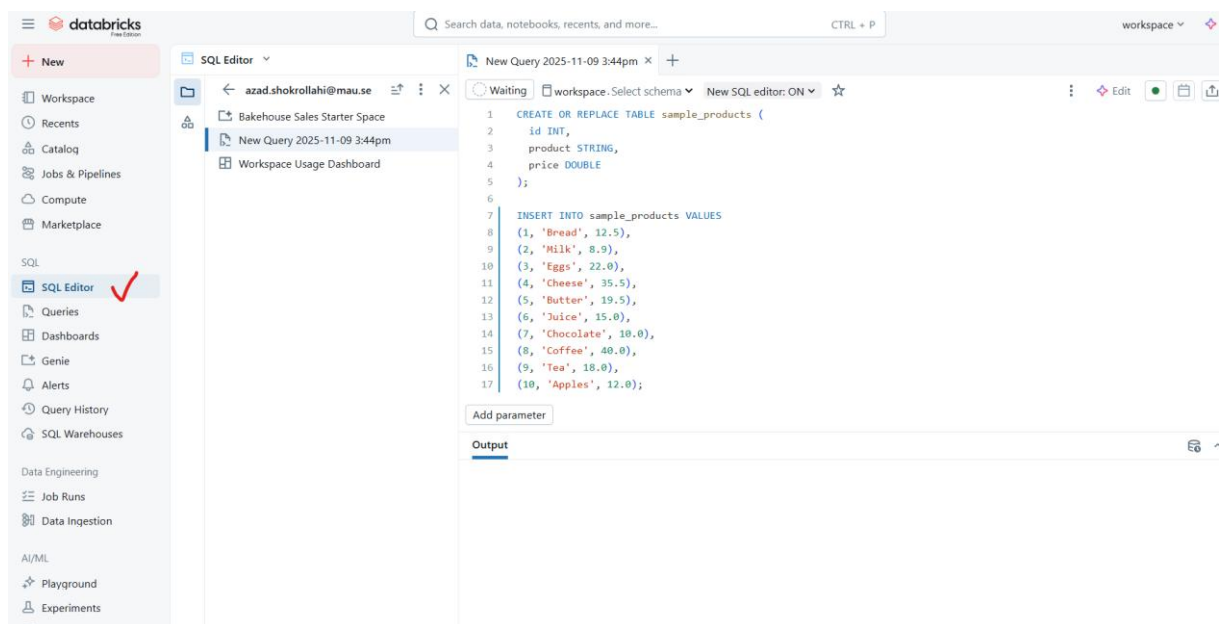 databricks
Free Edition
Search data, notebooks, recents, and more...
CTRL + P
workspace
New
Workspace
Recents
Catalog
Jobs & Pipelines
Compute
Marketplace
SQL
SQL Editor
Queries
Dashboards
Genie
Alerts
Query History
SQL Warehouses
Data Engineering
Job Runs
Data Ingestion
AI/ML
Playground
Experiments
SQL Editor
azad.shokrollahi@mau.se
Bakehouse Sales Starter Space
New Query 2025-11-09 3:44pm
Workspace Usage Dashboard
New Query 2025-11-09 3:44pm
Waiting workspace.Select schema New SQL editor: ON Edit
1 CREATE OR REPLACE TABLE sample_products (
2 id INT,
3 product STRING,
4 price DOUBLE
5 );
6
7 INSERT INTO sample_products VALUES
8 (1, 'Bread', 12.5),
9 (2, 'Milk', 8.9),
10 (3, 'Eggs', 22.0),
11 (4, 'Cheese', 35.5),
12 (5, 'Butter', 19.5),
13 (6, 'Juice', 15.0),
14 (7, 'Chocolate', 10.0),
15 (8, 'Coffee', 40.0),
16 (9, 'Tea', 18.0),
17 (10, 'Apples', 12.0);
Add parameter
Output